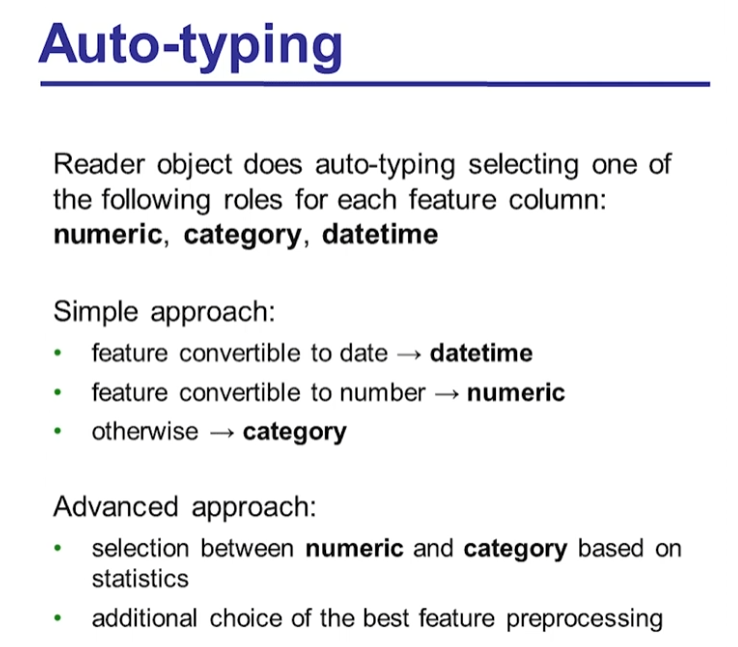 Auto-typing
Reader object does auto-typing selecting one of
the following roles for each feature column:
numeric, category, datetime
Simple approach:
• feature convertible to date → datetime
• feature convertible to number → numeric
• otherwise → category
Advanced approach:
• selection between numeric and category based on
statistics
• additional choice of the best feature preprocessing